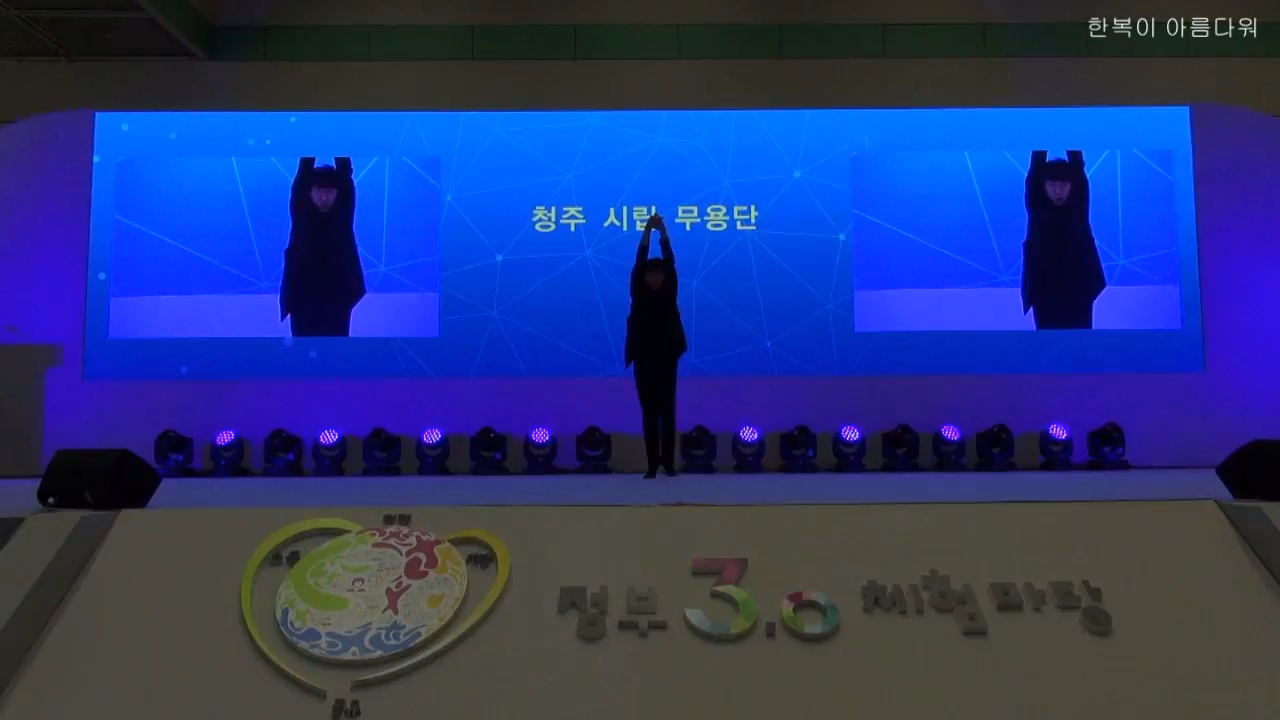 한복이 아름다워
청주 시립 무용단
정부 3.0 체험마당